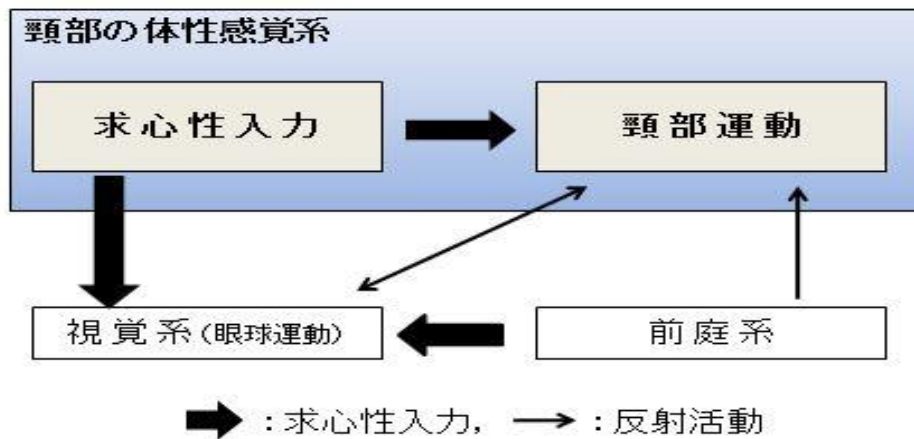 頸部の体性感覚系
求心性入力
頸部運動
視覚系(眼球運動)
前庭系
:求心性入力, :反射活動